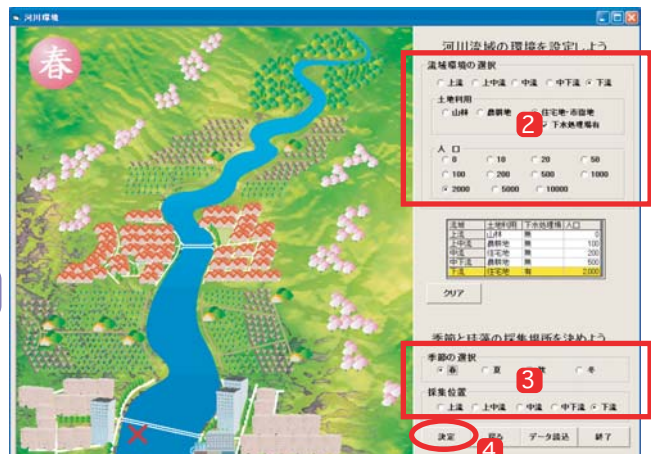 河川環境
春
河川流域の環境を設定しよう
流域環境の選択
上流 上中流 中流 中下流 下流
土地利用
山林 農耕地 住宅地・市街地
2 下水処理場有
人 口
0 10 20 50
100 200 500 1000
2000 5000 10000
流域 土地利用 下水処理場 人口
上流 山林 無 0
上中流 農耕地 無 100
中流 住宅地 無 200
中下流 農耕地 無 500
下流 住宅地 有 2,000
クリア
季節と珪藻の採集場所を決めよう
季節の選択
春 夏 冬
3
採集位置
上流 上中流 中流 中下流 下流
決定 戻る データ読込 終了
4